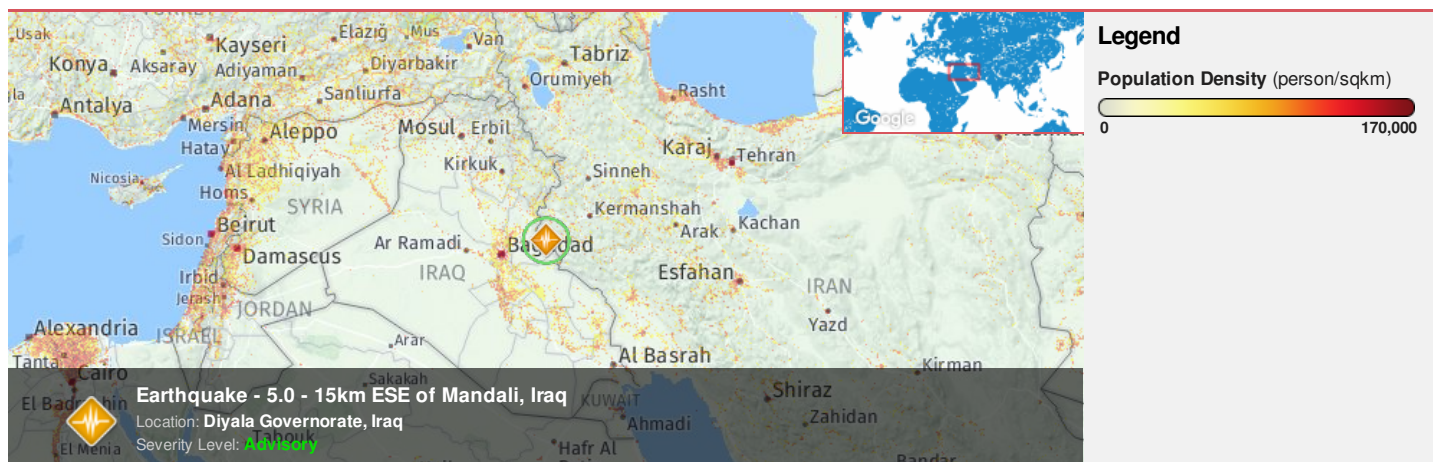 Usak
Kayseri
Elazığ
Mus
Van
Tabriz
Konya
Aksaray
Adiyaman
Diyarbakir
Orumiyeh
gla
Antalya
Adana
Sanliurfa
Rasht
Mersin
Aleppo
Mosul
Erbil
Google
Hatay
Karaj
Tehran
Al Ladhiqiyah
Kirkuk
Sinneh
Nicosia
Homs
SYRIA
Kermanshah
Beirut
Arak
Kachan
Sidon
Ar Ramadi
Baghdad
Damascus
IRAQ
Esfahan
IRAN
Irbid
Jerash
JORDAN
Yazd
Alexandria
ISRAEL
Arar
Al Basrah
Tanta
Kirman
Cairo
Sakakah
Shiraz
El Badrashin
KUWAIT
Ahmadi
Zahidan
Tabouk
El Menia
Hafr Al
Bandar
Earthquake - 5.0 - 15km ESE of Mandali, Iraq
Location: Diyala Governorate, Iraq
Severity Level: Advisory
Legend
Population Density (person/sqkm)
0 170,000